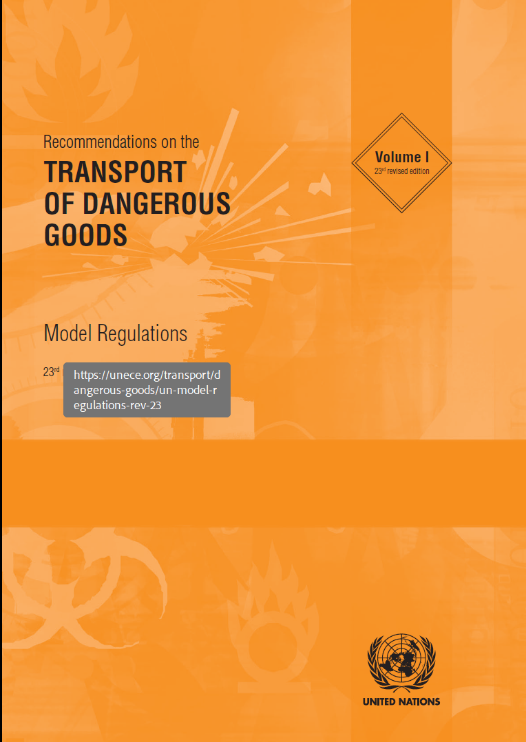 Recommendations on the
TRANSPORT
OF DANGEROUS
GOODS
Volume I
23rd revised edition
Model Regulations
23rd
https://unece.org/transport/d
angerous-goods/un-model-r
egulations-rev-23
UNITED NATIONS